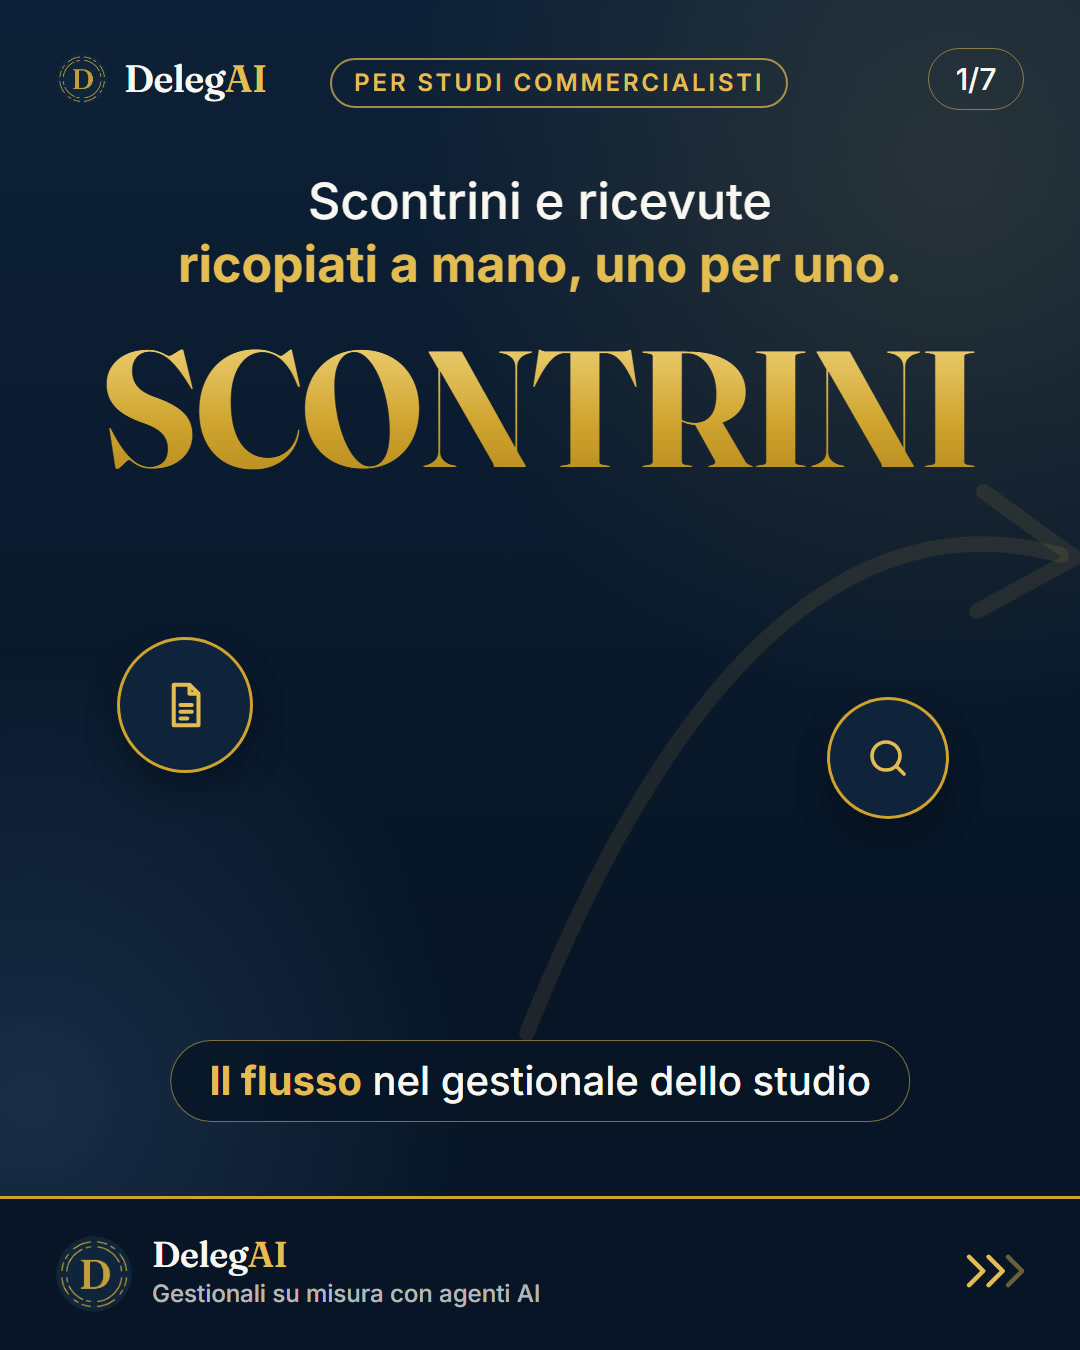 D DelegAI
PER STUDI COMMERCIALISTI
1/7
Scontrini e ricevute
ricopiati a mano, uno per uno.
SCONTRINI
Il flusso nel gestionale dello studio
D DelegAI
Gestionali su misura con agenti AI